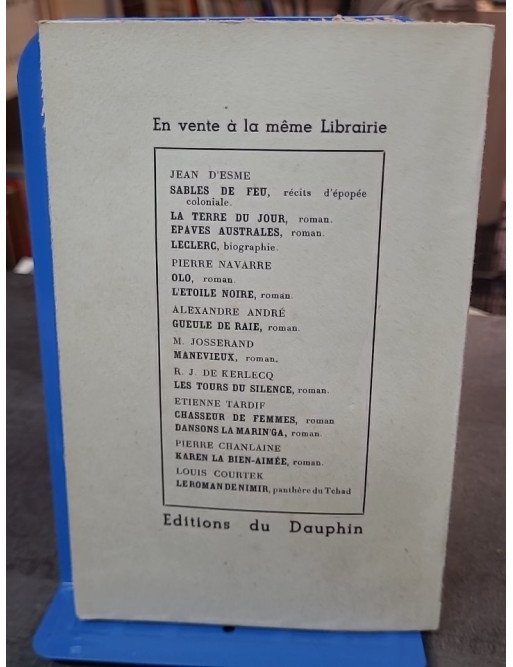 En vente à la même Librairie
JEAN D'ESME
SABLES DE FEU, récits d'épopée
coloniale.
LA TERRE DU JOUR, roman.
EPAVES AUSTRALES, roman.
LECLERC, biographie.
PIERRE NAVARRE
OLO, roman.
L'ETOILE NOIRE, roman.
ALEXANDRE ANDRÉ
GUEULE DE RAIE, roman.
M. JOSSERAND
MANEVIEUX, roman.
R. J. DE KERLECQ
LES TOURS DU SILENCE, roman.
ETIENNE TARDIF
CHASSEUR DE FEMMES, roman
DANSONS LA MARIN'GA, roman.
PIERRE CHANLAINE
KAREN LA BIEN-AIMÉE, roman.
LOUIS COURTEK
LE ROMAN DE NIMIR, panthère du Tchad
Editions du Dauphin